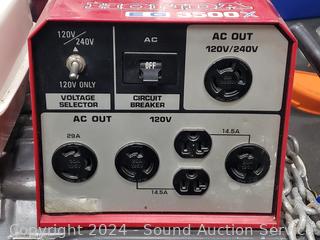 EG 3500X
120V/
240V
AC
OFF
AC OUT
120V/240V
120V ONLY
VOLTAGE
SELECTOR
CIRCUIT
BREAKER
AC OUT 120V
29A
14.5A
14.5A
Copyright 2024 - Sound Auction Service